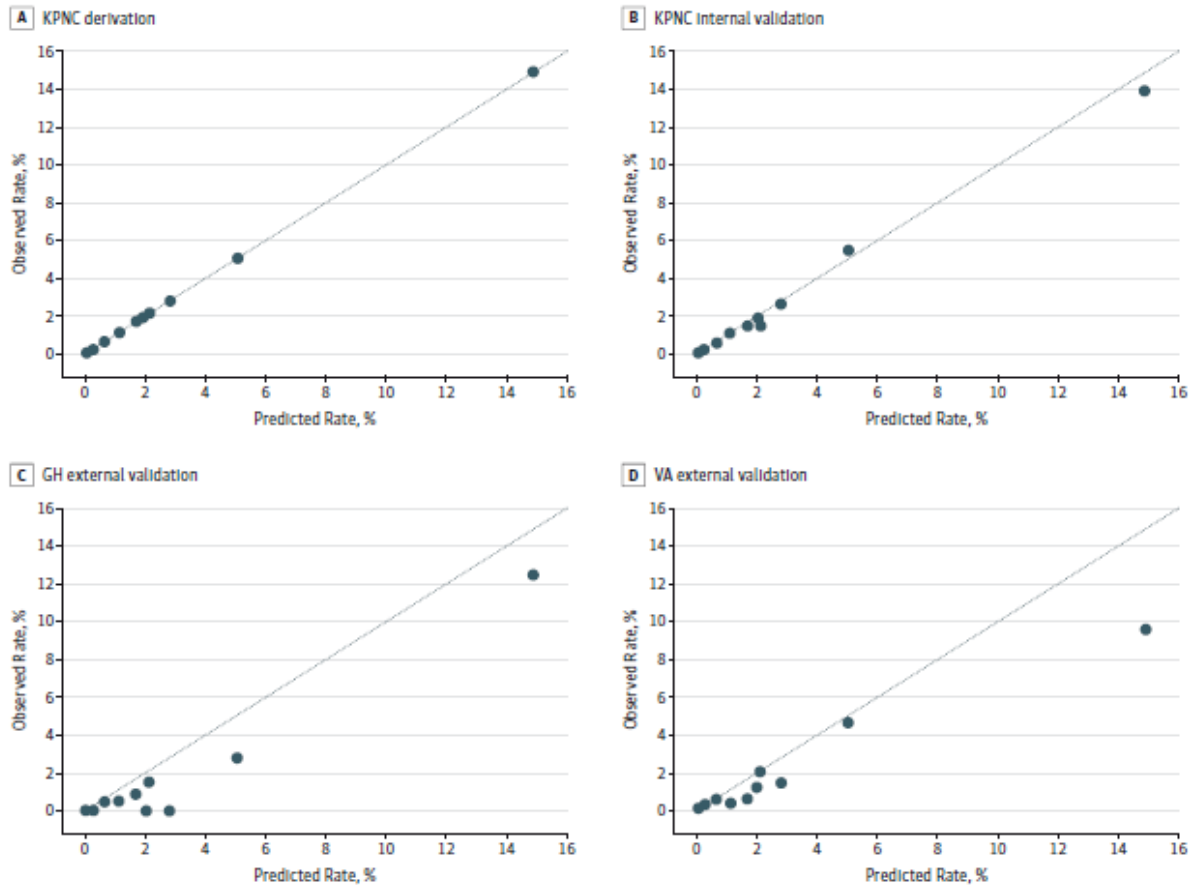 A KPNC derivation
16
14
12
10
8
6
4
2
0
Observed Rate, %
0 2 4 6 8 10 12 14 16
Predicted Rate, %
B KPNC internal validation
16
14
12
10
8
6
4
2
0
Observed Rate, %
0 2 4 6 8 10 12 14 16
Predicted Rate, %
C GH external validation
16
14
12
10
8
6
4
2
0
Observed Rate, %
0 2 4 6 8 10 12 14 16
Predicted Rate, %
D VA external validation
16
14
12
10
8
6
4
2
0
Observed Rate, %
0 2 4 6 8 10 12 14 16
Predicted Rate, %